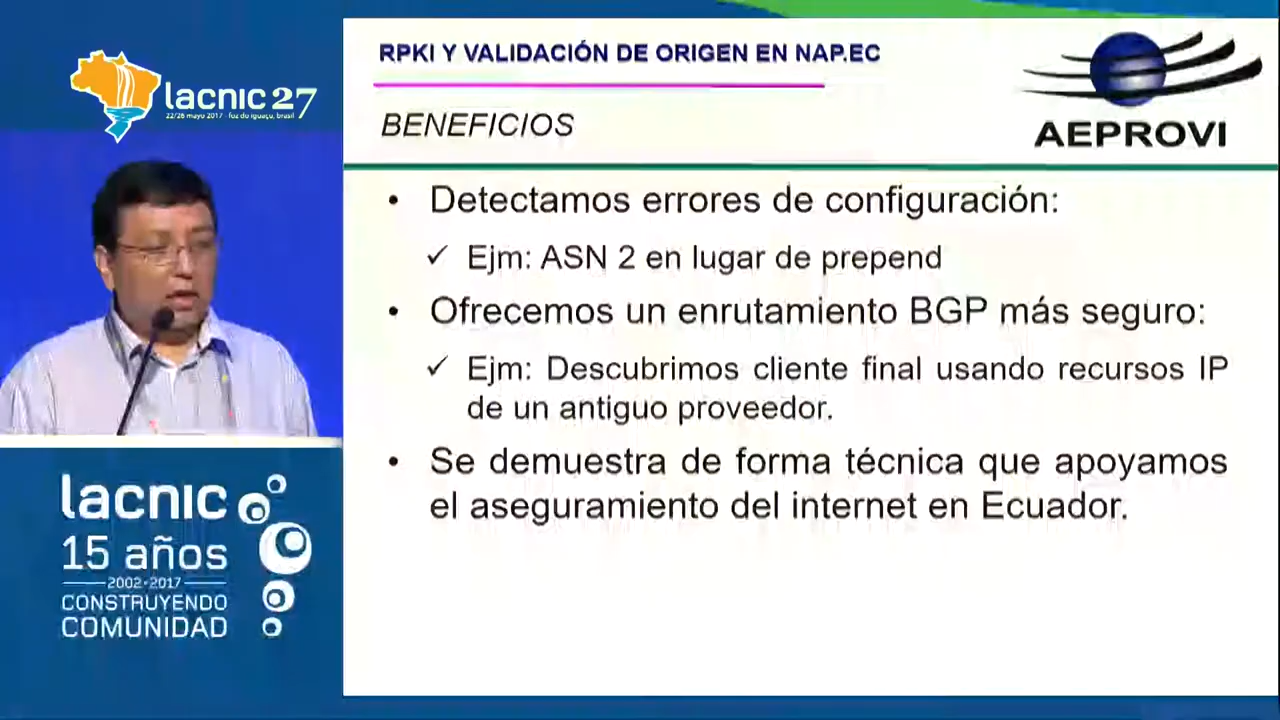 lacnic 27
22/26 mayo 2017 - foz do iguaçu, brasil
RPKI Y VALIDACIÓN DE ORIGEN EN NAP.EC
BENEFICIOS
AEPROVI
• Detectamos errores de configuración:
✓ Ejm: ASN 2 en lugar de prepend
• Ofrecemos un enrutamiento BGP más seguro:
✓ Ejm: Descubrimos cliente final usando recursos IP
de un antiguo proveedor.
• Se demuestra de forma técnica que apoyamos
el aseguramiento del internet en Ecuador.
lacnic
15 años
2002-2017
CONSTRUYENDO
COMUNIDAD